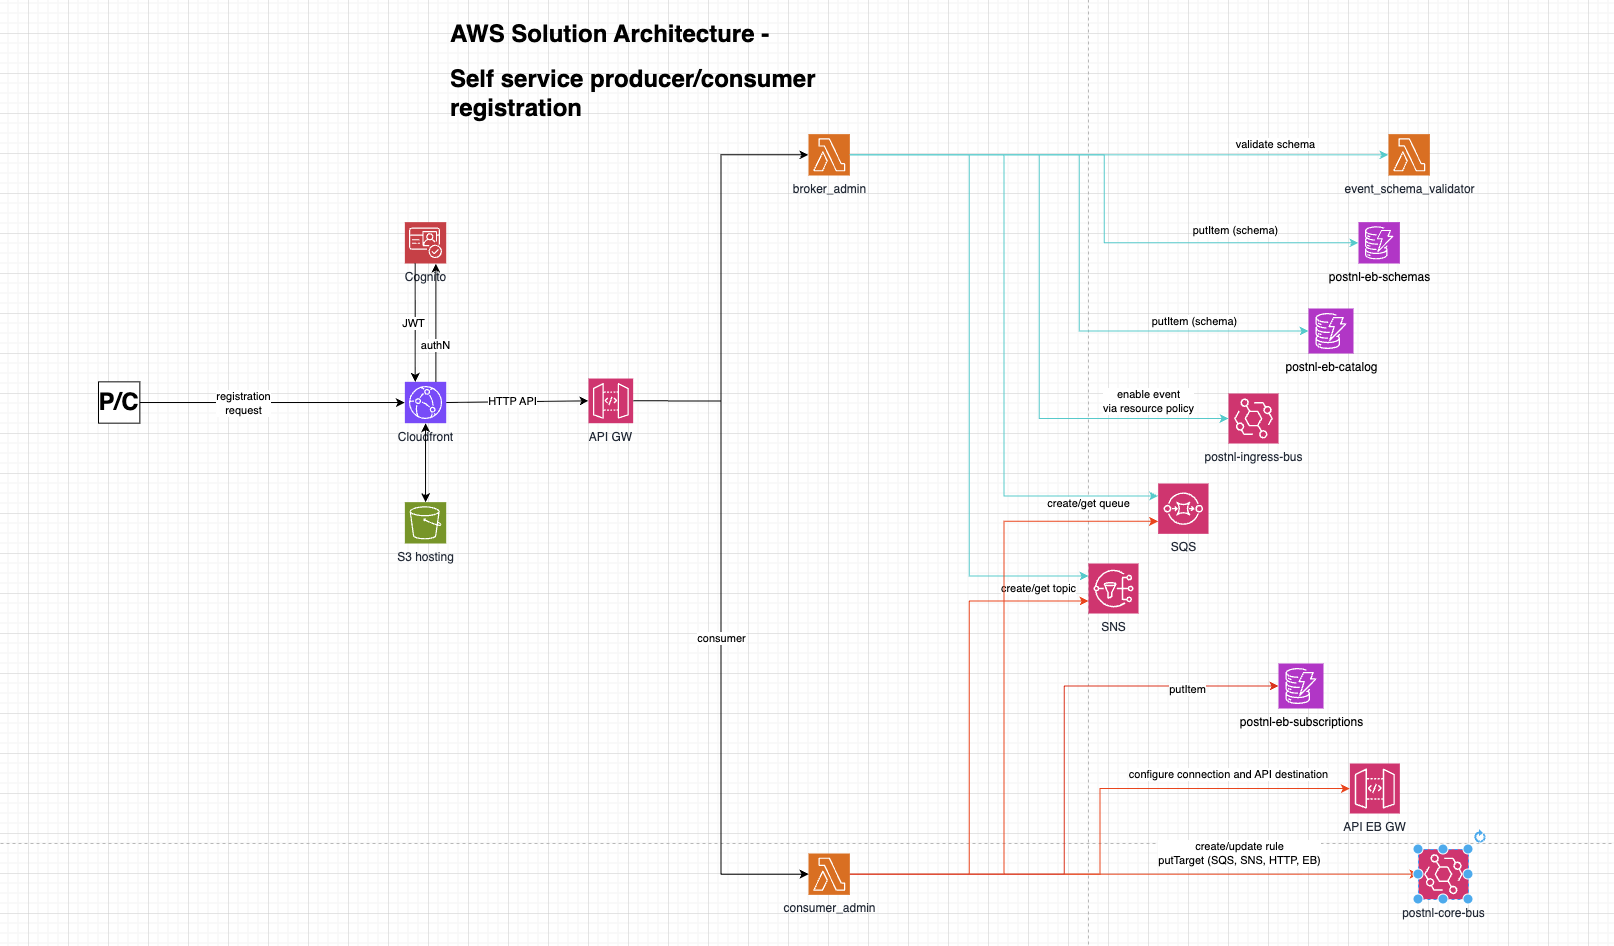 AWS Solution Architecture -
Self service producer/consumer
registration
broker_admin
validate schema
event_schema_validator
putItem (schema)
postnl-eb-schemas
Cognito
JWT
authN
putItem (schema)
postnl-eb-catalog
P/C
registration
request
Cloudfront
HTTP API
API GW
enable event
via resource policy
postnl-ingress-bus
create/get queue
SQS
S3 hosting
create/get topic
SNS
consumer
putItem
postnl-eb-subscriptions
configure connection and API destination
API EB GW
create/update rule
putTarget (SQS, SNS, HTTP, EB)
consumer_admin
postnl-core-bus